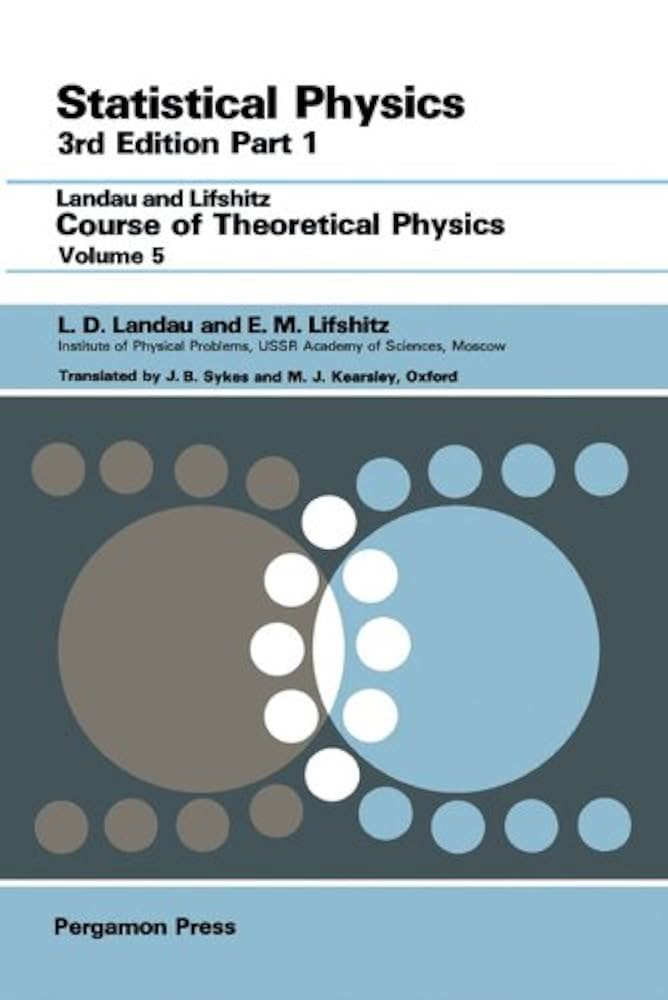 Statistical Physics
3rd Edition Part 1
Landau and Lifshitz
Course of Theoretical Physics
Volume 5
L. D. Landau and E. M. Lifshitz
Institute of Physical Problems, USSR Academy of Sciences, Moscow
Translated by J. B. Sykes and M. J. Kearsley, Oxford
Pergamon Press